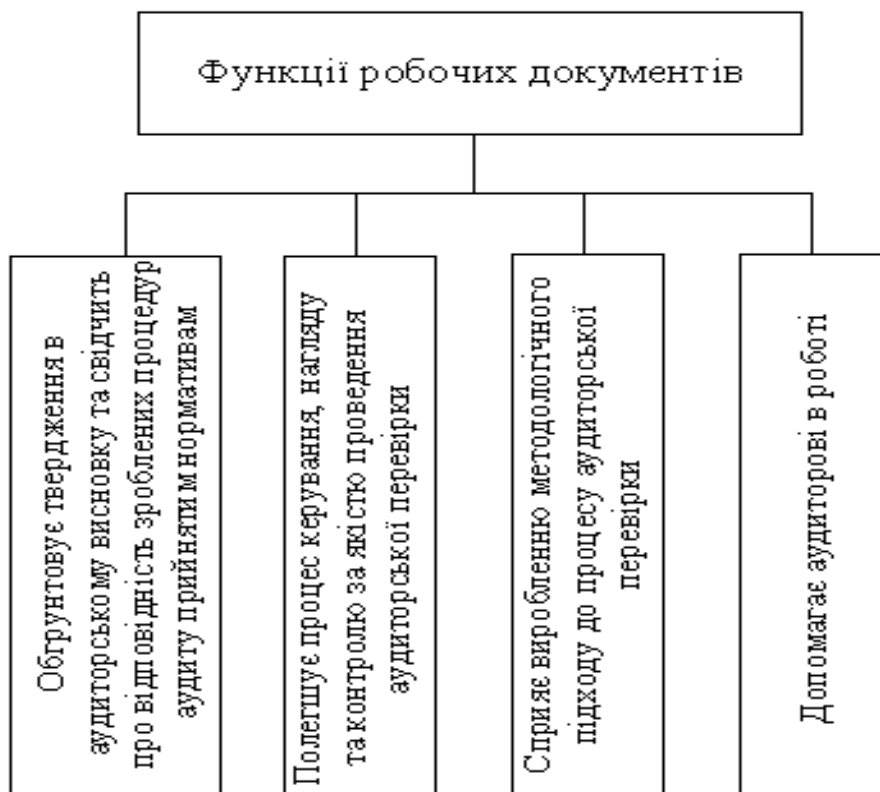 Функції робочих документів
Обгрунтовує твердження в
аудиторському висновку та свідчить
про відповідність зроблених процедур
аудиту прийнятим нормативам
Полегшує процес керування, нагляду
та контролю за якістю проведення
аудиторської перевірки
Сприяє виробленню методологічного
підходу до процесу аудиторської
перевірки
Допомагає аудиторові в роботі